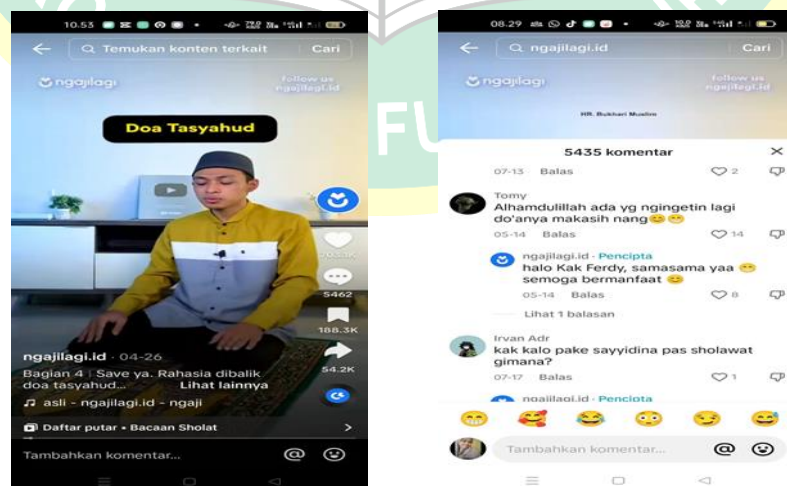 FU
10.53
Temukan konten terkait
Cari
ngajilagi
follow us
ngajilagi.id
Doa Tasyahud
5462
188.3K
54.2K
ngajilagi.id · 04-26
Bagian 4 | Save ya. Rahasia dibalik
doa tasyahud... Lihat lainnya
asli - ngajilagi.id - ngaji
Daftar putar • Bacaan Sholat
Tambahkan komentar...
08.29
ngajilagi.id
Cari
ngajilagi
follow us
ngajilagi.id
HR. Bukhari Muslim
5435 komentar
07-13 Balas 2
Tomy
Alhamdulillah ada yg ngingetin lagi
do'anya makasih nang😊😁
05-14 Balas 14
ngajilagi.id · Pencipta
halo Kak Ferdy, samasama yaa 😁
semoga bermanfaat 😊
05-14 Balas 8
Lihat 1 balasan
Irvan Adr
kak kalo pake sayyidina pas sholawat
gimana?
07-17 Balas 1
ngajilagi.id · Pencipta
Tambahkan komentar...